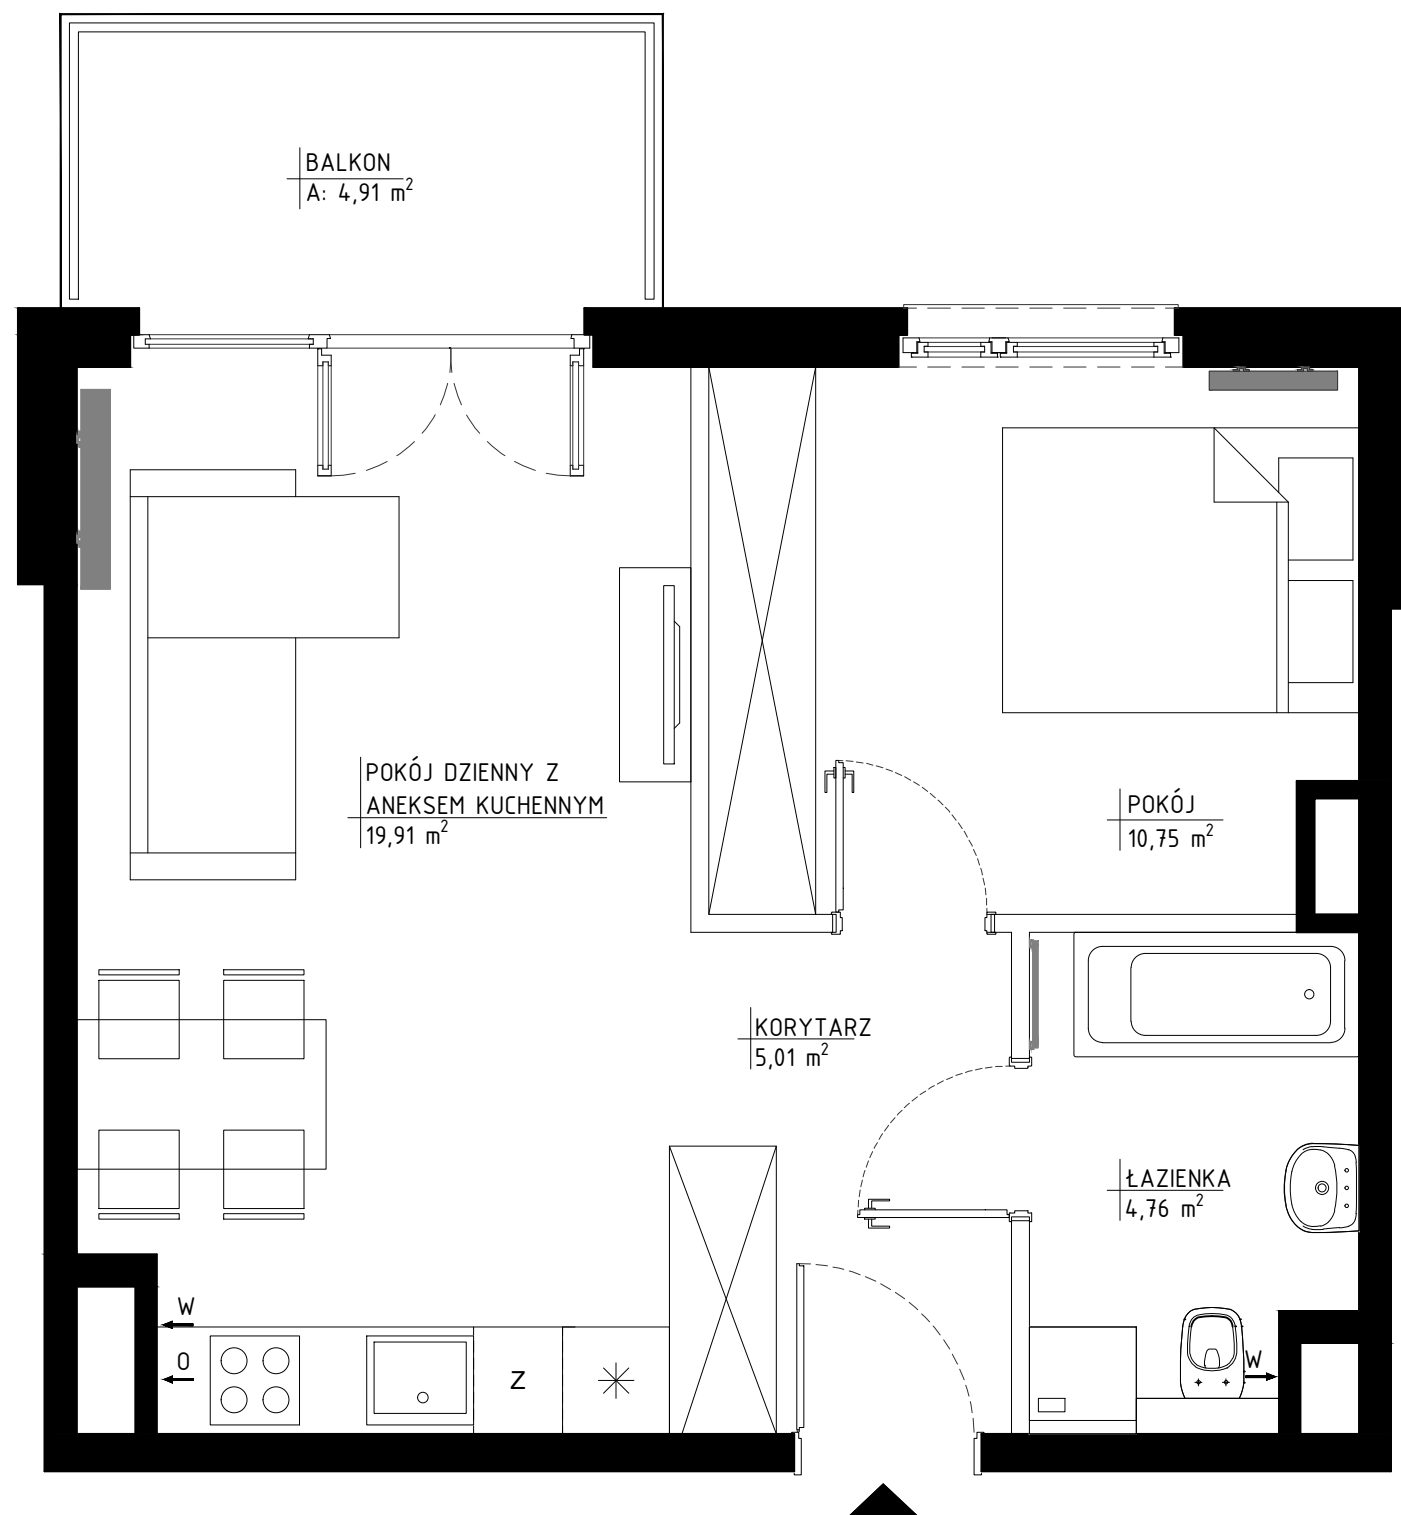 BALKON
A: 4,91 m²
POKÓJ DZIENNY Z
ANEKSEM KUCHENNYM
19,91 m²
POKÓJ
10,75 m²
KORYTARZ
5,01 m²
ŁAZIENKA
4,76 m²
W
O
Z
W